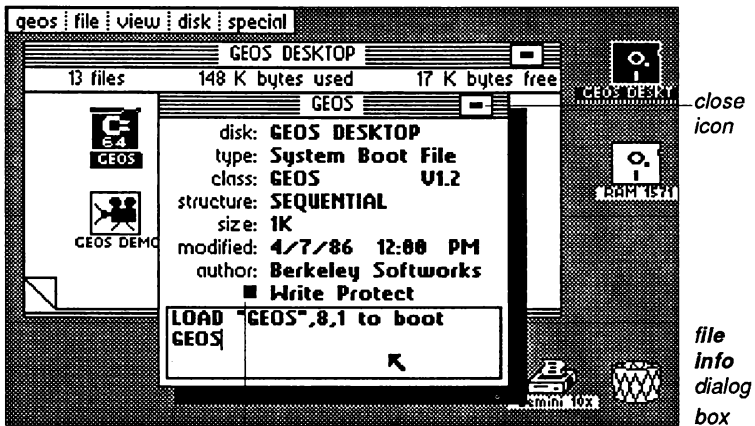 geos file view disk special
GEOS DESKTOP
13 files 148 K bytes used 17 K bytes free
GEOS DESKT
close
icon
64
GEOS
GEOS DEMO
RAM 1571
GEOS
disk: GEOS DESKTOP
type: System Boot File
class: GEOS V1.2
structure: SEQUENTIAL
size: 1K
modified: 4/7/86 12:00 PM
author: Berkeley Softworks
Write Protect
LOAD "GEOS",8,1 to boot
GEOS
emini 10x
file
info
dialog
box